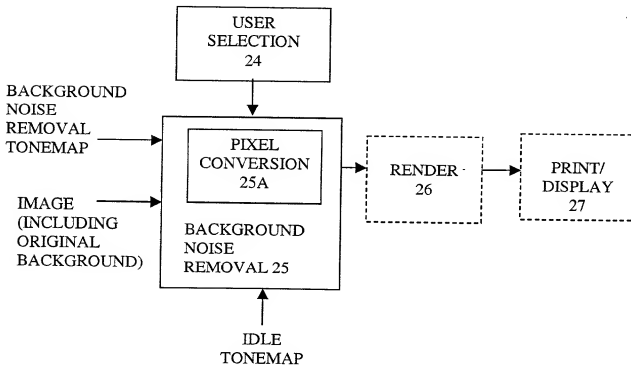 USER
SELECTION
24
BACKGROUND
NOISE
REMOVAL
TONEMAP
PIXEL
CONVERSION
25A
IMAGE
(INCLUDING
ORIGINAL
BACKGROUND)
BACKGROUND
NOISE
REMOVAL 25
RENDER
26
PRINT/
DISPLAY
27
IDLE
TONEMAP